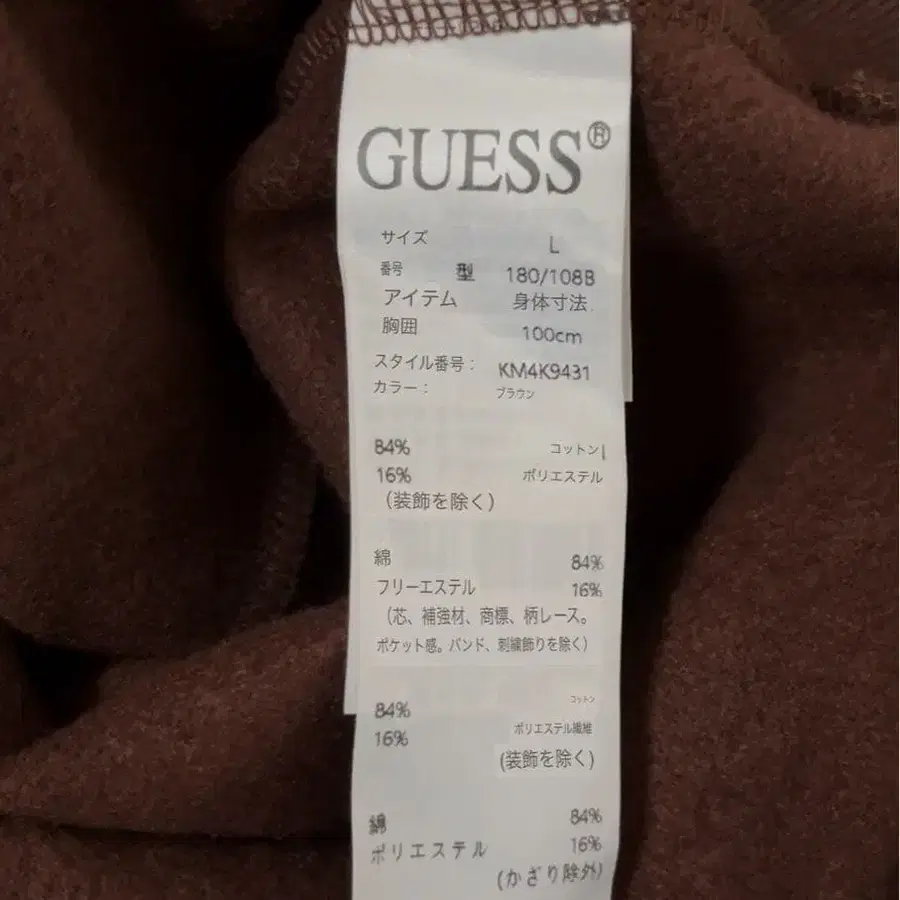 GUESS®
サイズ L
番号 型 180/108B
アイテム 身体寸法
胸囲 100cm
スタイル番号： KM4K9431
カラー： ブラウン
84% コットン
16% ポリエステル
（装飾を除く）
綿 84%
フリーエステル 16%
（芯、補強材、商標、柄レース。
ポケット感。バンド、刺繍飾りを除く）
84% コットン
16% ポリエステル繊維
(装飾を除く)
綿 84%
ポリエステル 16%
(かざり除外)